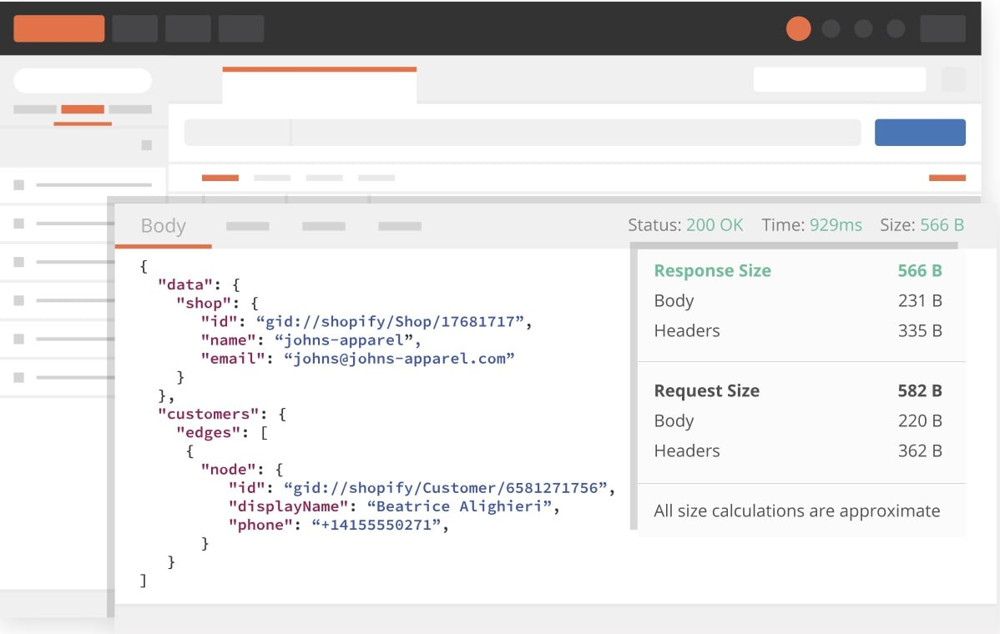 Body
Status: 200 OK Time: 929ms Size: 566 B
{
"data": {
"shop": {
"id": “gid://shopify/Shop/17681717”,
"name": “johns-apparel”,
"email": “johns@johns-apparel.com”
}
},
"customers": {
"edges": [
{
"node": {
"id": “gid://shopify/Customer/6581271756”,
"displayName": “Beatrice Alighieri”,
"phone": “+14155550271”,
}
}
]
Response Size 566 B
Body 231 B
Headers 335 B
Request Size 582 B
Body 220 B
Headers 362 B
All size calculations are approximate